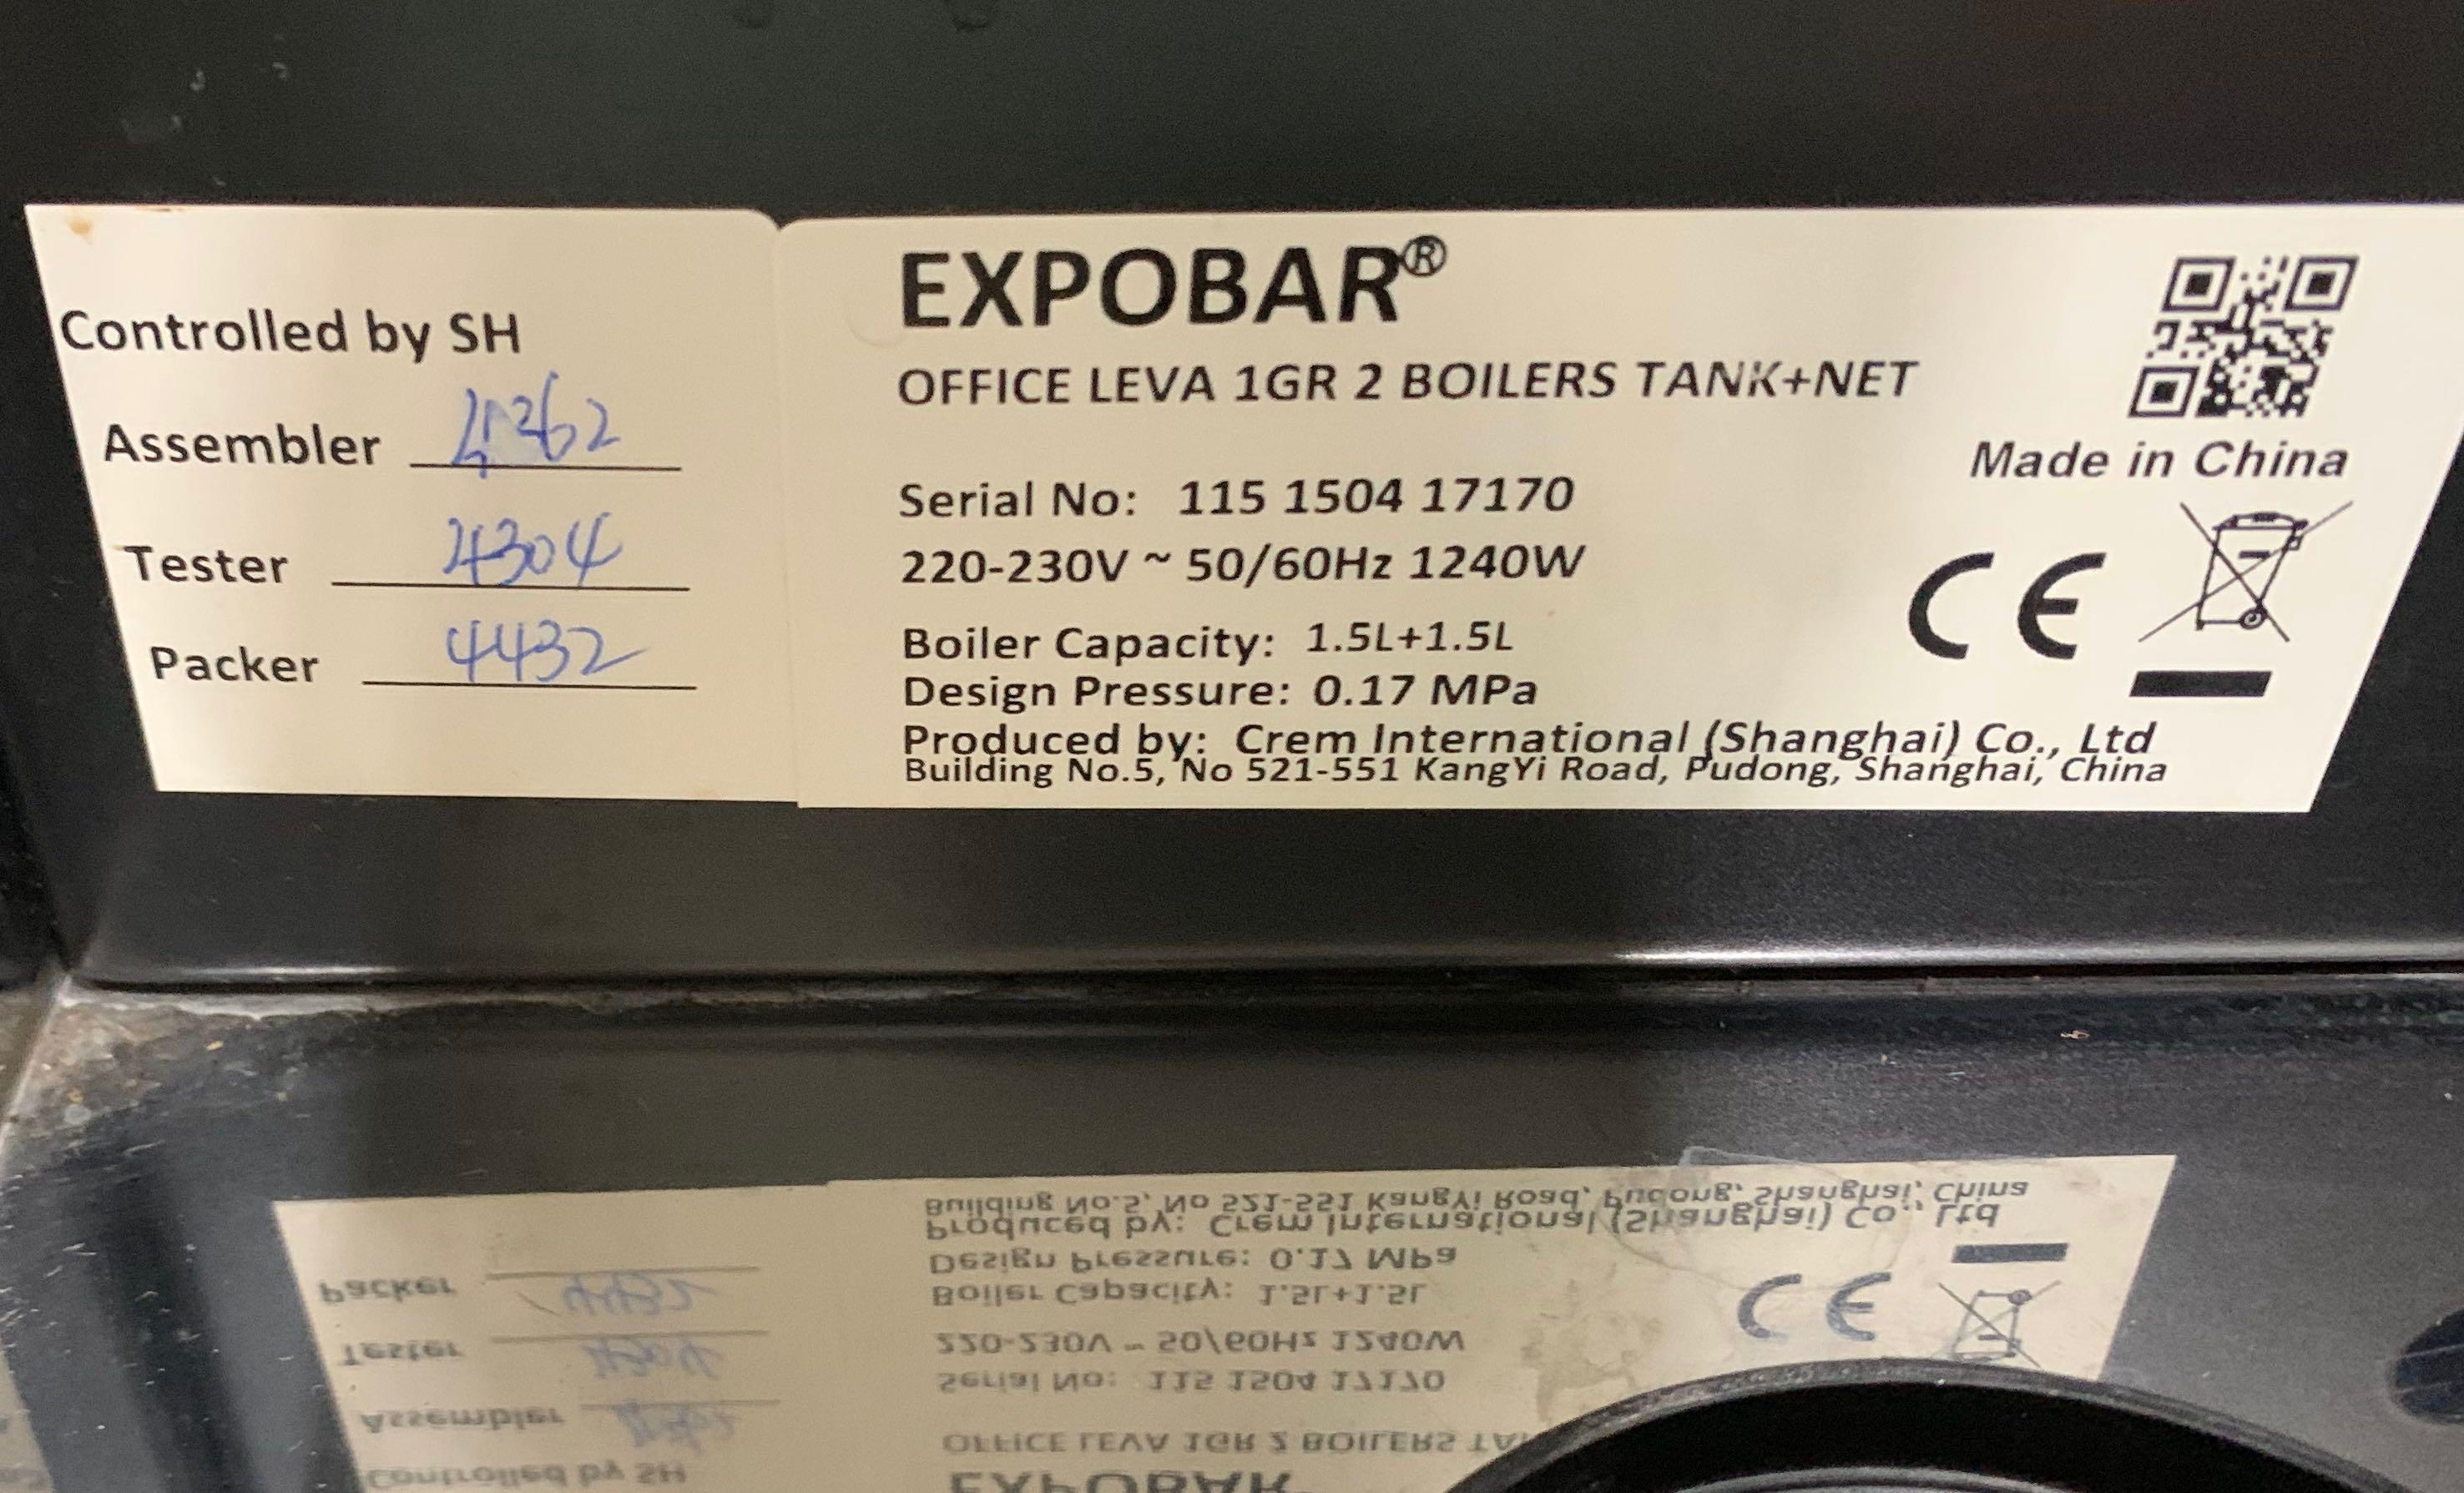 Controlled by SH
Assembler 4362
Tester 4304
Packer 4432
EXPOBAR®
OFFICE LEVA 1GR 2 BOILERS TANK+NET
Serial No: 115 1504 17170
220-230V ~ 50/60Hz 1240W
Boiler Capacity: 1.5L+1.5L
Design Pressure: 0.17 MPa
Produced by: Crem International (Shanghai) Co., Ltd
Building No.5, No 521-551 KangYi Road, Pudong, Shanghai, China
Made in China
CE